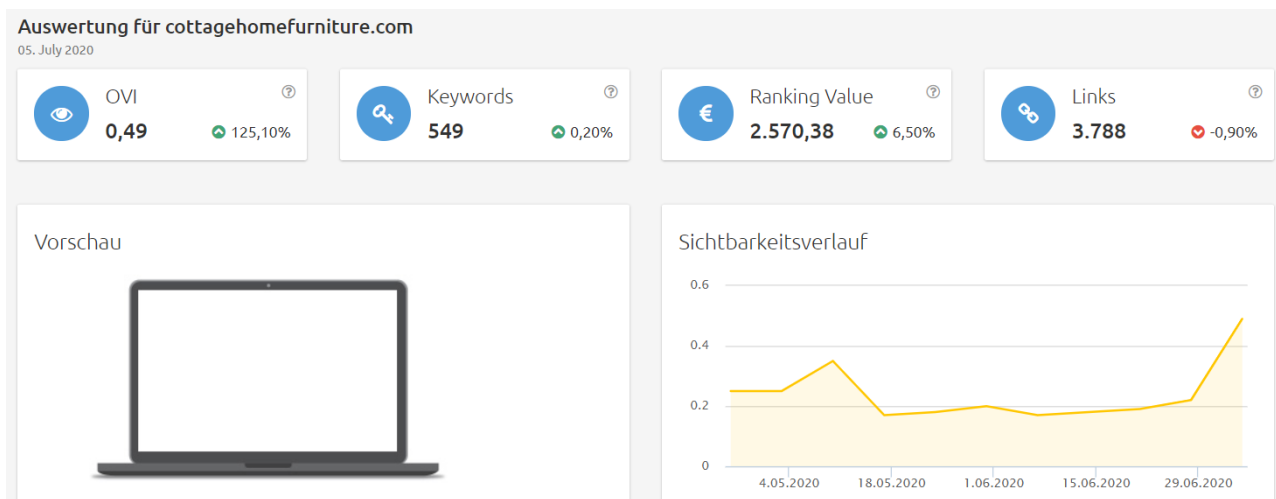 Auswertung für cottagehomefurniture.com
05. July 2020
OVI
0,49
125,10%
Keywords
549
0,20%
Ranking Value
2.570,38
6,50%
Links
3.788
-0,90%
Vorschau
Sichtbarkeitsverlauf
0.6
0.4
0.2
0
4.05.2020 18.05.2020 1.06.2020 15.06.2020 29.06.2020